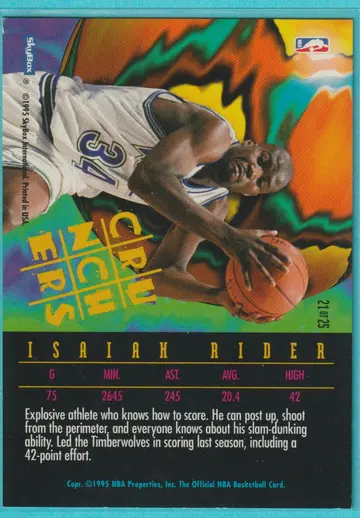 SkyBox ® ©1995 SkyBox International. Printed in USA
NBA
34
CRU
NCH
ERS
21 OF 25
ISAIAH RIDER
G MIN. AST. AVG. HIGH
75 2645 245 20.4 42
Explosive athlete who knows how to score. He can post up, shoot
from the perimeter, and everyone knows about his slam-dunking
ability. Led the Timberwolves in scoring last season, including a
42-point effort.
Copr. ©1995 NBA Properties, Inc. The Official NBA Basketball Card.